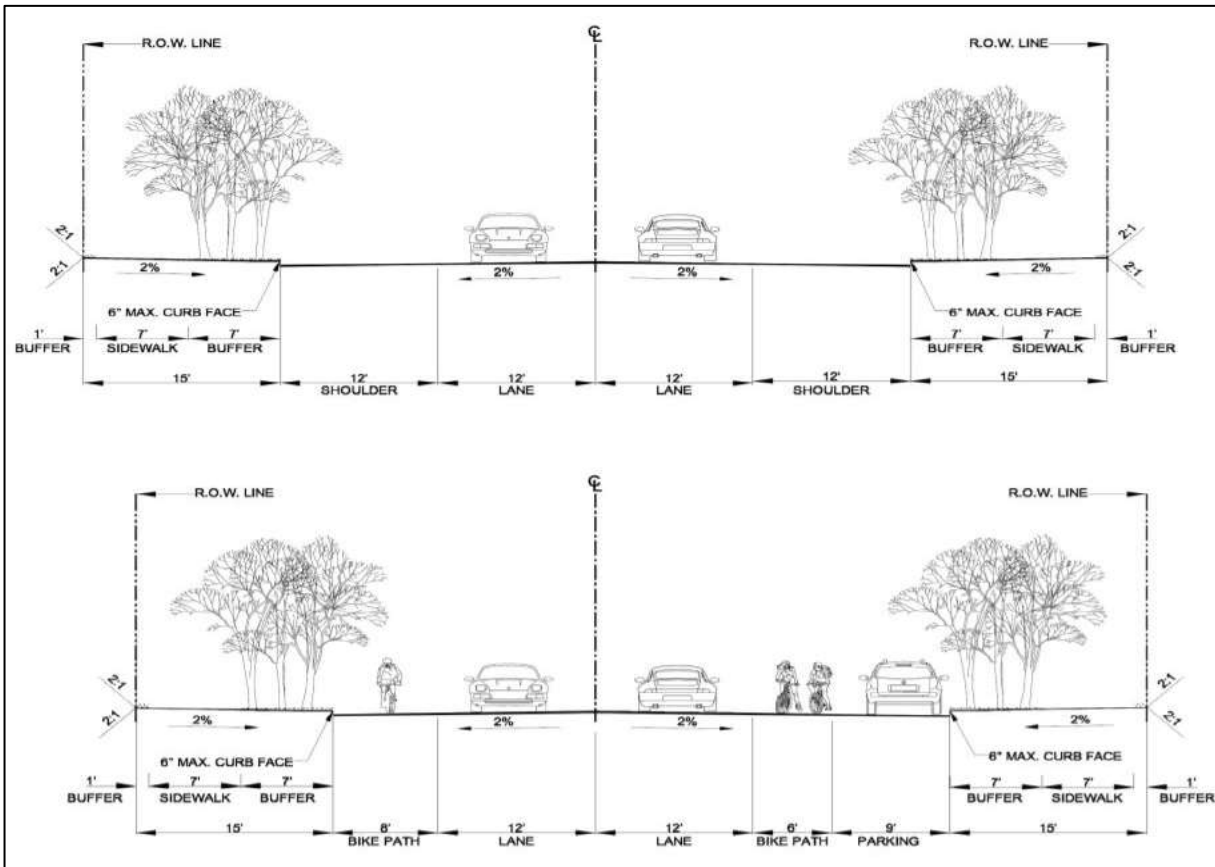 ℄
R.O.W. LINE R.O.W. LINE
2:1 2:1
2:1 2% 2% 2% 2% 2:1
6" MAX. CURB FACE 6" MAX. CURB FACE
1' 7' 7' 7' 7' 1'
BUFFER SIDEWALK BUFFER BUFFER SIDEWALK BUFFER
15' 12' 12' 12' 12' 15'
SHOULDER LANE LANE SHOULDER
℄
R.O.W. LINE R.O.W. LINE
2:1 2:1
2:1 2% 2% 2% 2% 2:1
6" MAX. CURB FACE 6" MAX. CURB FACE
1' 7' 7' 7' 7' 1'
BUFFER SIDEWALK BUFFER BUFFER SIDEWALK BUFFER
15' 8' 12' 12' 6' 9' 15'
BIKE PATH LANE LANE BIKE PATH PARKING